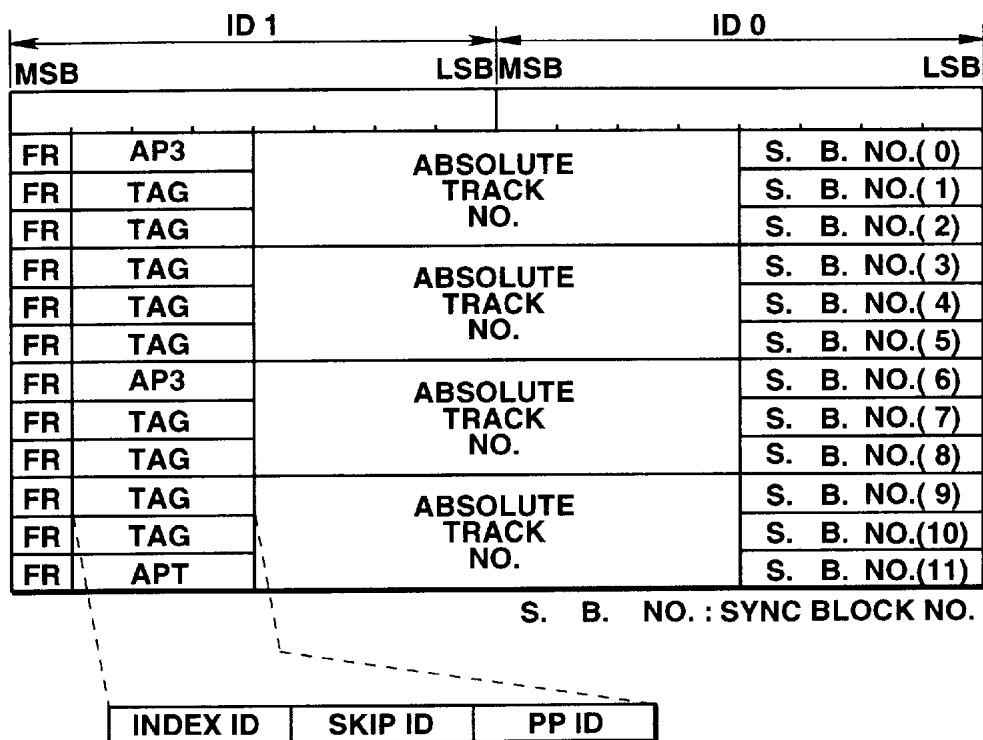 ID 1 ID 0
MSB LSB MSB LSB
FR AP3 S. B. NO.( 0)
FR TAG ABSOLUTE TRACK NO. S. B. NO.( 1)
FR TAG S. B. NO.( 2)
FR TAG S. B. NO.( 3)
FR TAG ABSOLUTE TRACK NO. S. B. NO.( 4)
FR TAG S. B. NO.( 5)
FR AP3 S. B. NO.( 6)
FR TAG ABSOLUTE TRACK NO. S. B. NO.( 7)
FR TAG S. B. NO.( 8)
FR TAG S. B. NO.( 9)
FR TAG ABSOLUTE TRACK NO. S. B. NO.(10)
FR APT S. B. NO.(11)
S. B. NO. : SYNC BLOCK NO.
INDEX ID SKIP ID PP ID